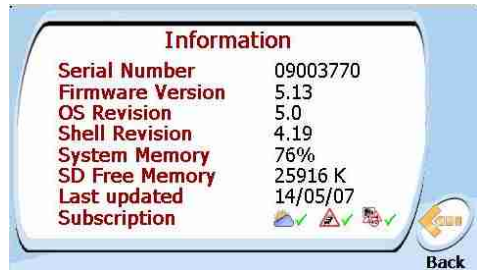 Information
Serial Number 09003770
Firmware Version 5.13
OS Revision 5.0
Shell Revision 4.19
System Memory 76%
SD Free Memory 25916 K
Last updated 14/05/07
Subscription
Back